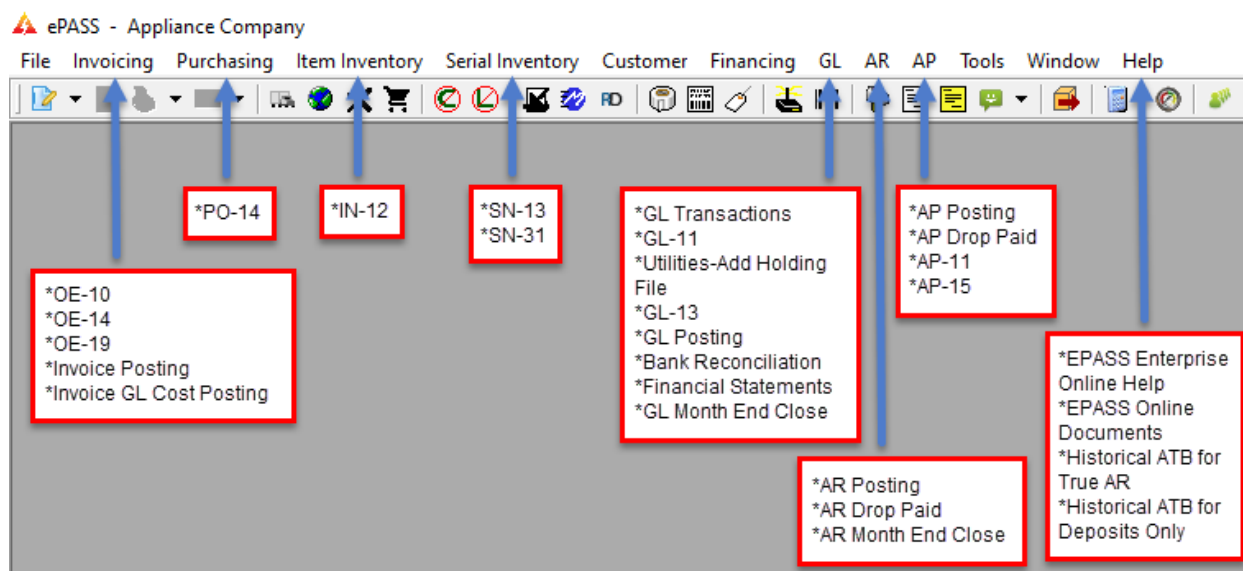 ePASS - Appliance Company
File Invoicing Purchasing Item Inventory Serial Inventory Customer Financing GL AR AP Tools Window Help
RD
*PO-14
*IN-12
*SN-13
*SN-31
*GL Transactions
*GL-11
*Utilities-Add Holding
File
*GL-13
*GL Posting
*Bank Reconciliation
*Financial Statements
*GL Month End Close
*AP Posting
*AP Drop Paid
*AP-11
*AP-15
*OE-10
*OE-14
*OE-19
*Invoice Posting
*Invoice GL Cost Posting
*EPASS Enterprise
Online Help
*EPASS Online
Documents
*Historical ATB for
True AR
*Historical ATB for
Deposits Only
*AR Posting
*AR Drop Paid
*AR Month End Close